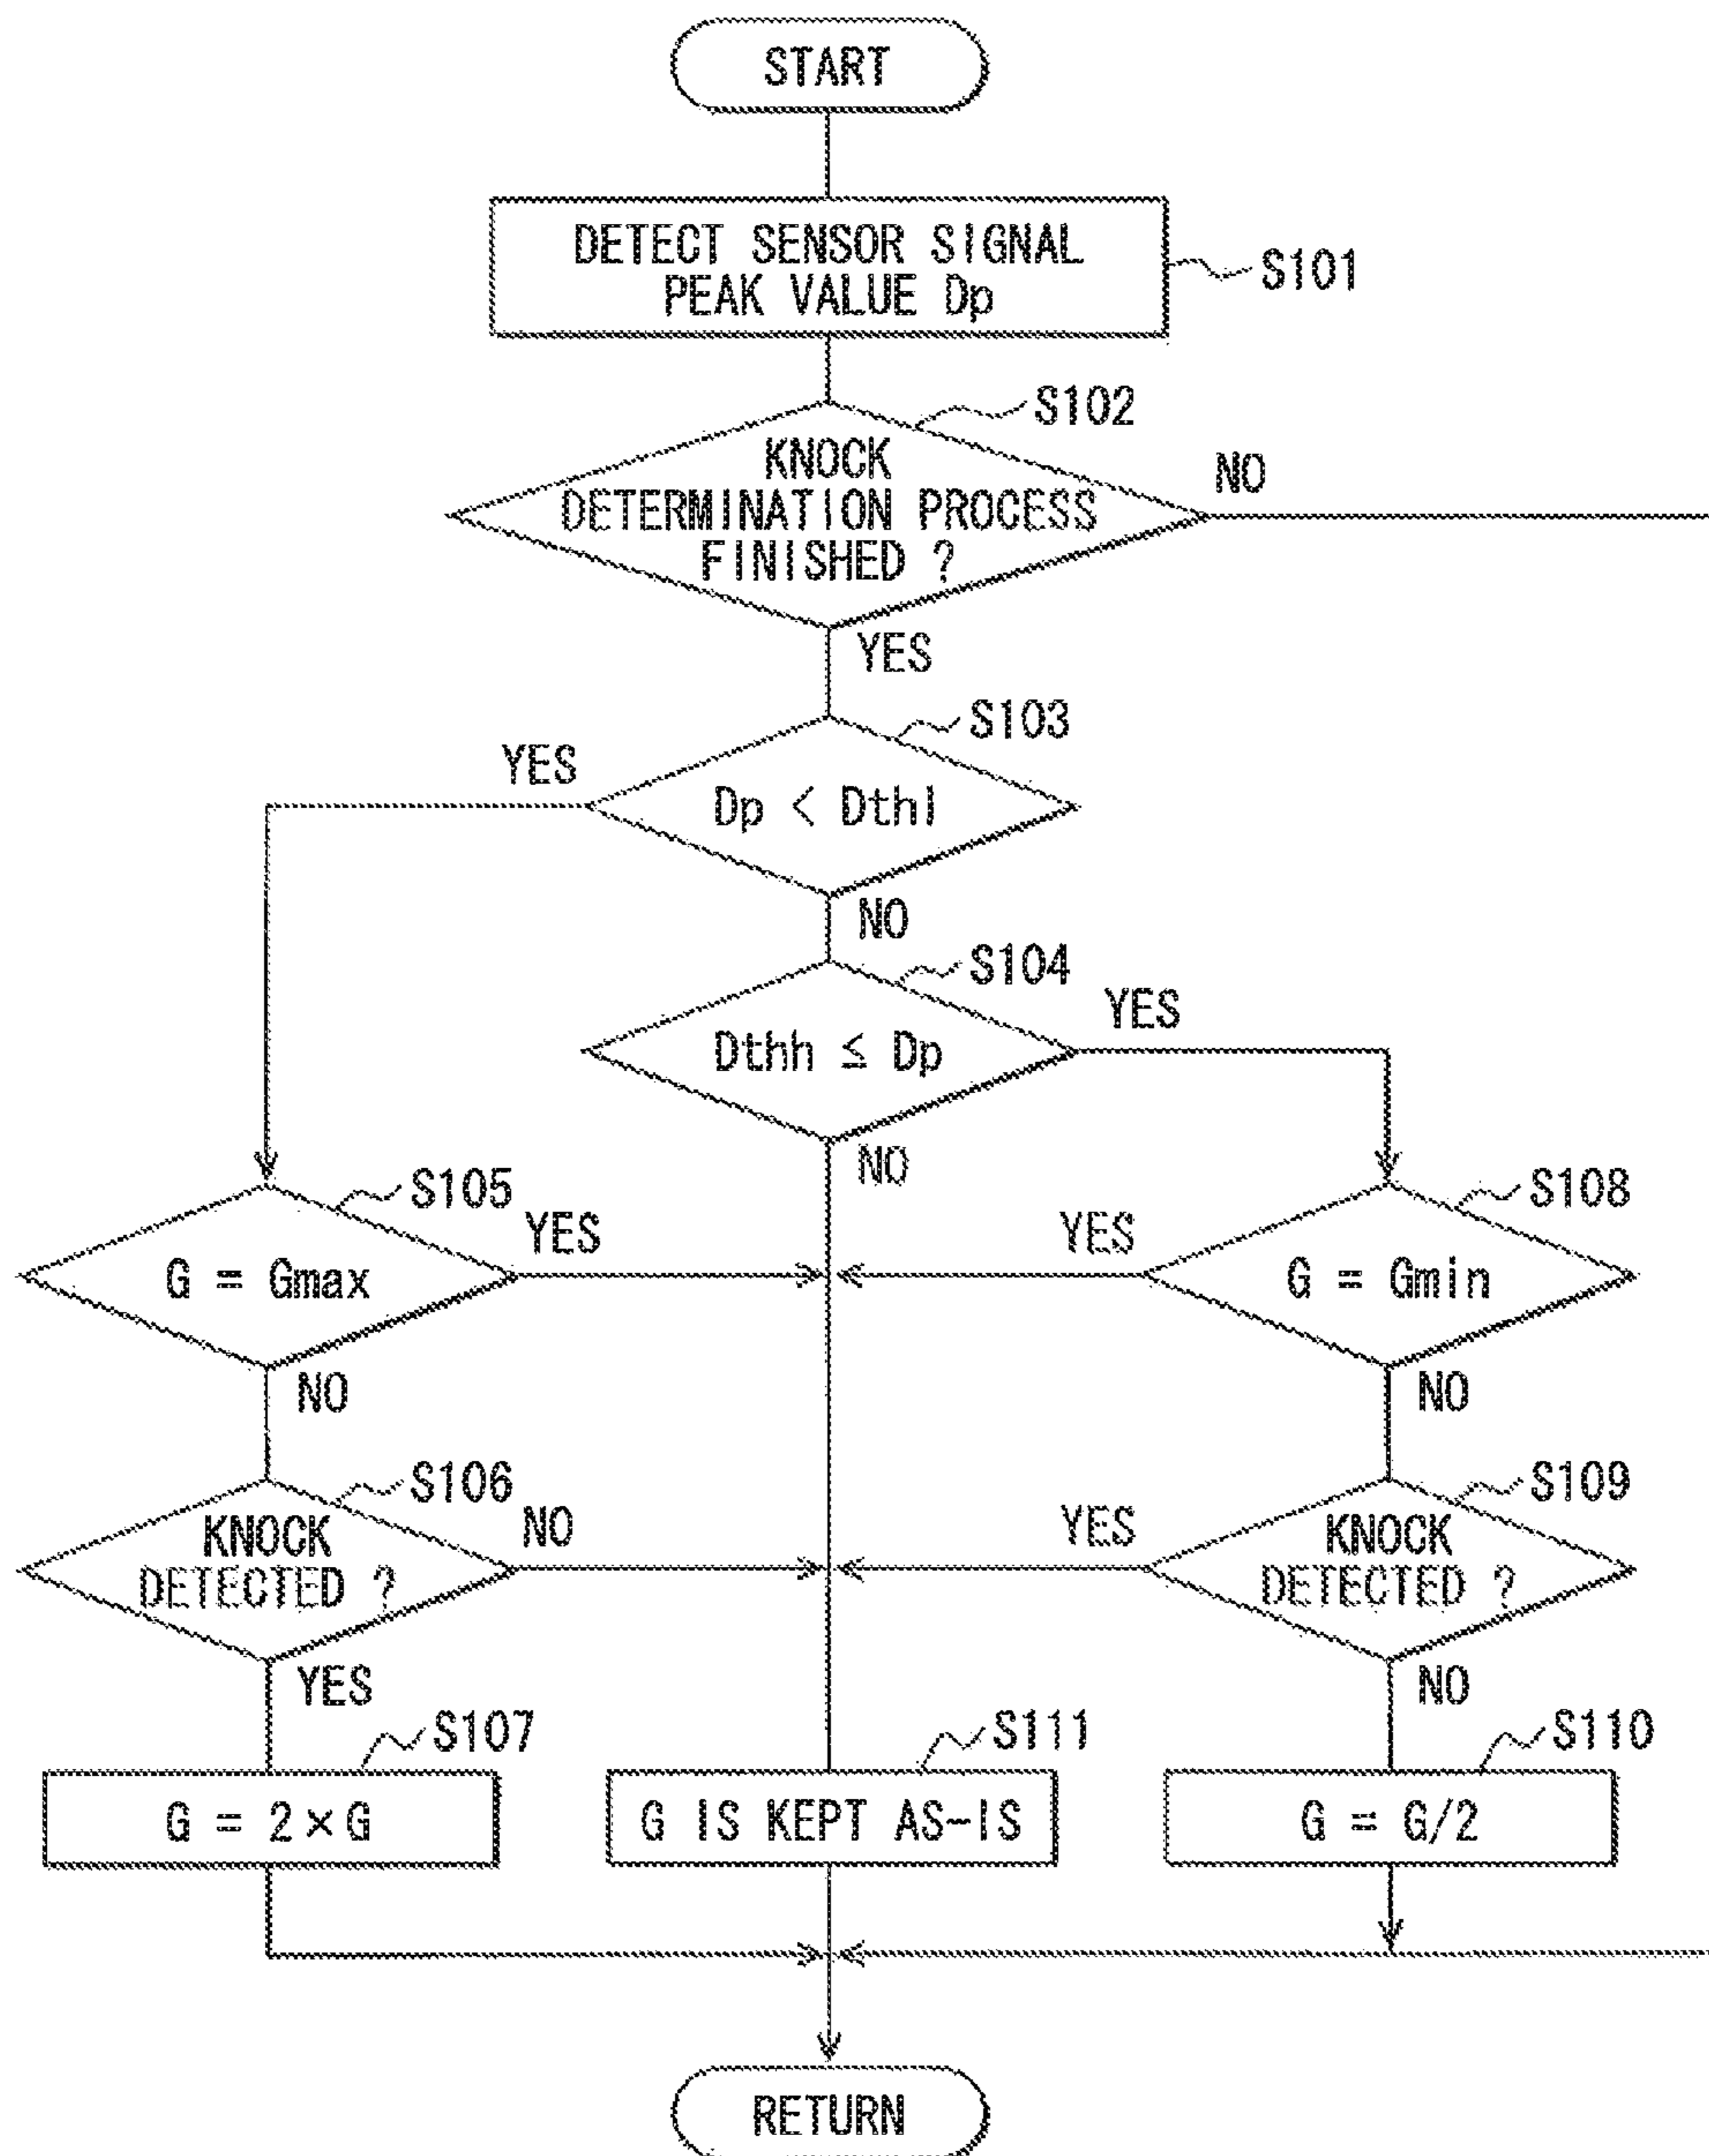 START
DETECT SENSOR SIGNAL
PEAK VALUE Dp
S101
S102
KNOCK
DETERMINATION PROCESS
FINISHED ?
NO
YES
S103
YES
Dp < Dthl
NO
S104
YES
Dthh ≤ Dp
NO
S105
YES
G = Gmax
NO
S108
YES
G = Gmin
NO
S106
KNOCK
DETECTED ?
NO
YES
S109
YES
KNOCK
DETECTED ?
NO
S107
G = 2×G
S111
G IS KEPT AS-IS
S110
G = G/2
RETURN